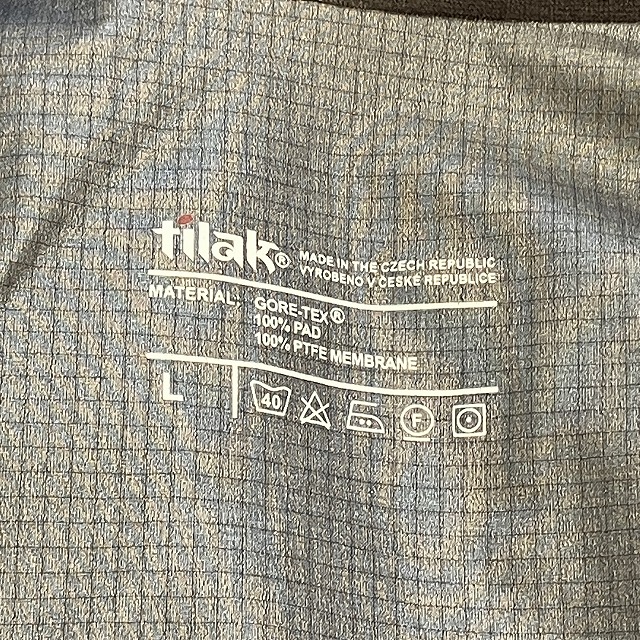 tilak®
MADE IN THE CZECH REPUBLIC
VYROBENO V ČESKÉ REPUBLICE
MATERIAL: GORE-TEX®
100% PAD
100% PTFE MEMBRANE
L 40 F